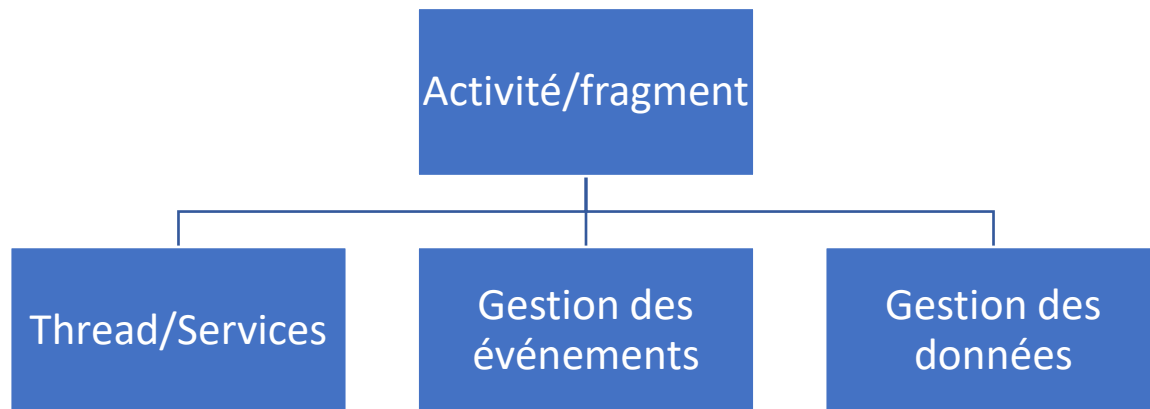 Activité/fragment
Thread/Services
Gestion des
événements
Gestion des
données